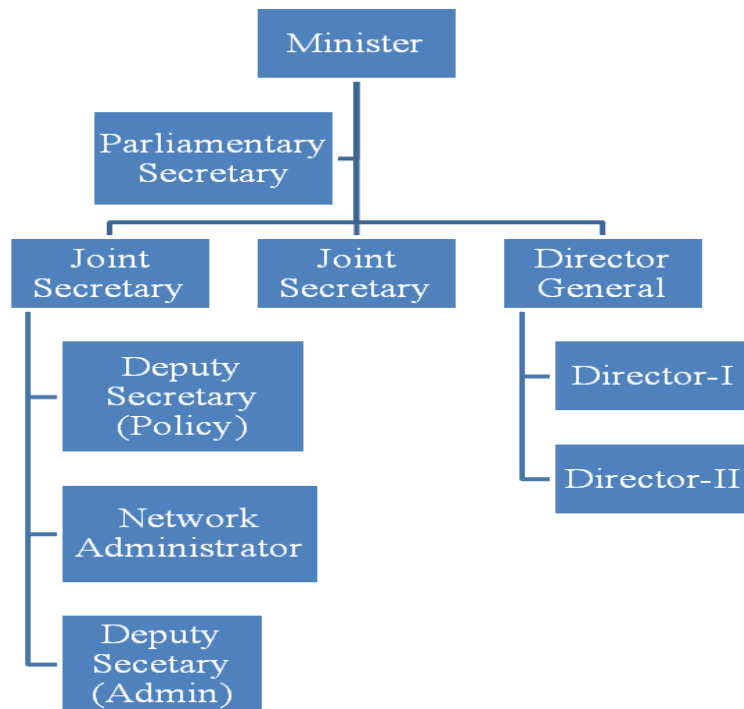 Minister
Parliamentary
Secretary
Joint
Secretary
Joint
Secretary
Director
General
Deputy
Secretary
(Policy)
Director-I
Director-II
Network
Administrator
Deputy
Secetary
(Admin)